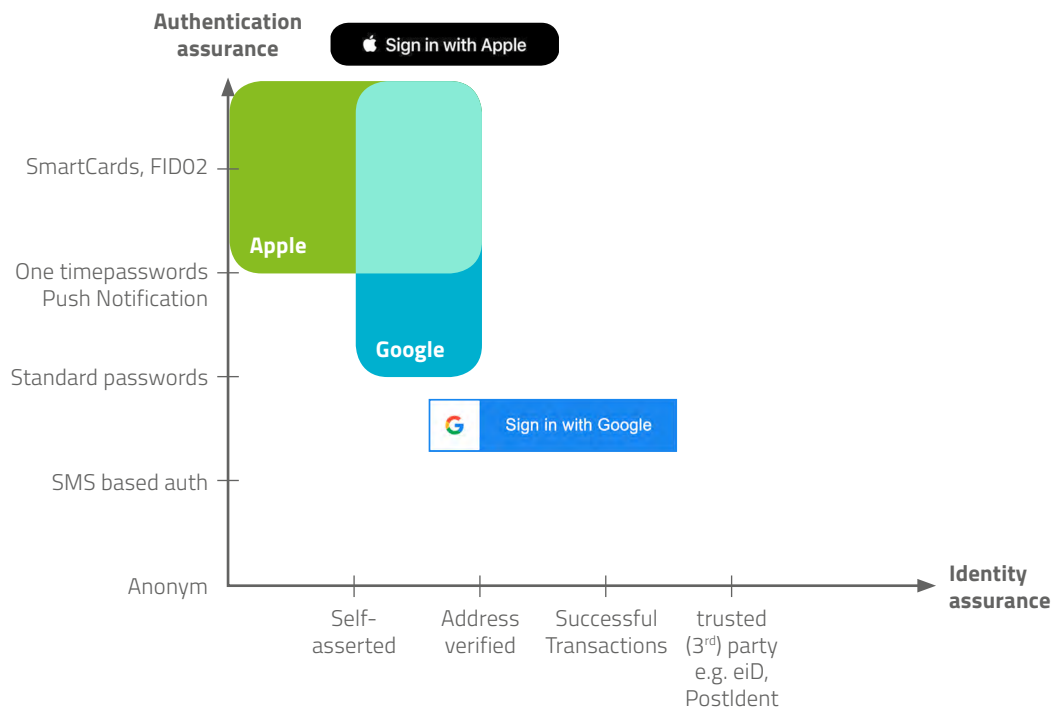 Authentication
assurance
Sign in with Apple
SmartCards, FID02
Apple
One timepasswords
Push Notification
Google
Standard passwords
Sign in with Google
SMS based auth
Anonym
Identity
assurance
Self-
asserted
Address
verified
Successful
Transactions
trusted
(3rd) party
e.g. eiD,
PostIdent